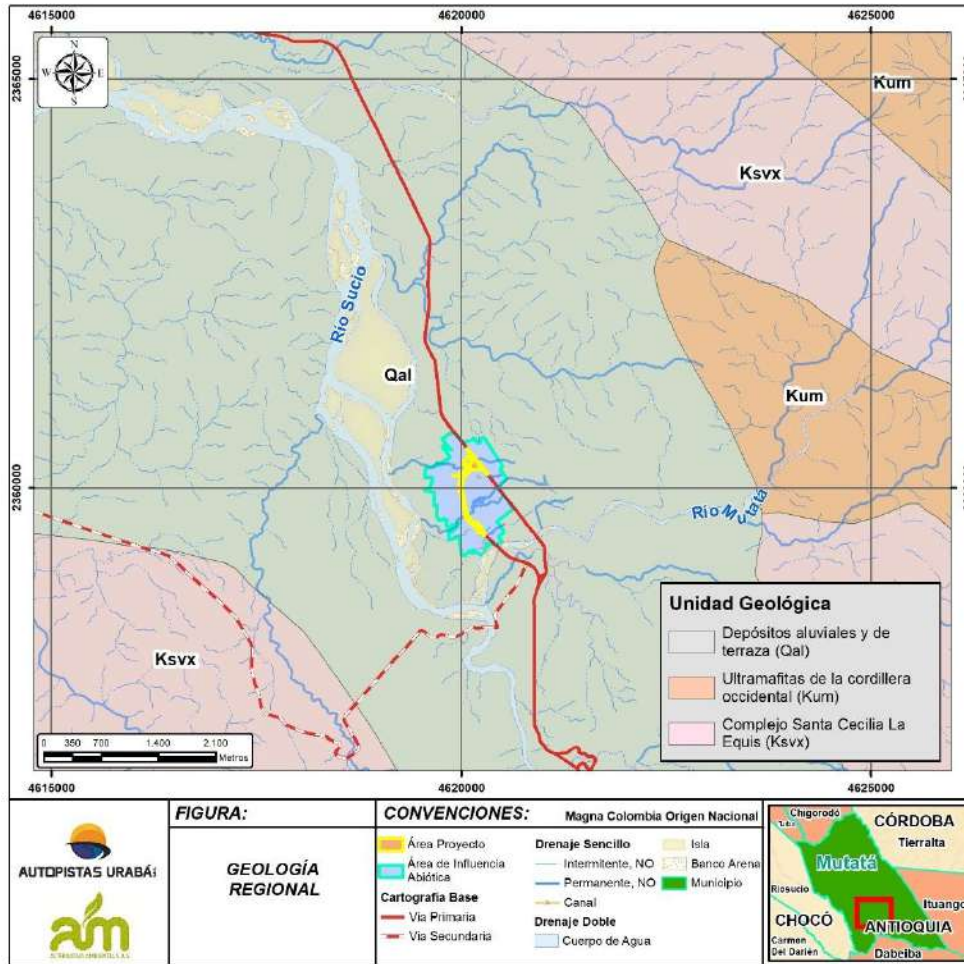 4615000
4620000
4625000
N
W
E
S
2365000
Kum
Ksvx
Río Sucio
Qal
Kum
2360000
Río Mutatá
Ksvx
Unidad Geológica
Depósitos aluviales y de
terraza (Qal)
Ultramafitas de la cordillera
occidental (Kum)
Complejo Santa Cecilia La
Equis (Ksvx)
0 350 700 1.400 2.100
Metros
4615000
4620000
4625000
AUTOPISTAS URABÁ
FIGURA:
GEOLOGÍA
REGIONAL
CONVENCIONES:
Magna Colombia Origen Nacional
Área Proyecto
Área de Influencia
Abiótica
Cartografía Base
Via Primaria
Via Secundaria
Drenaje Sencillo
Intermitente, NO
Permanente, NO
Canal
Drenaje Doble
Cuerpo de Agua
Isla
Banco Arena
Municipio
Chigorodó
CÓRDOBA
Tierralta
Mutatá
Riosucio
Ituango
CHOCÓ
ANTIOQUIA
Carmen
Del Darién
Dabeiba